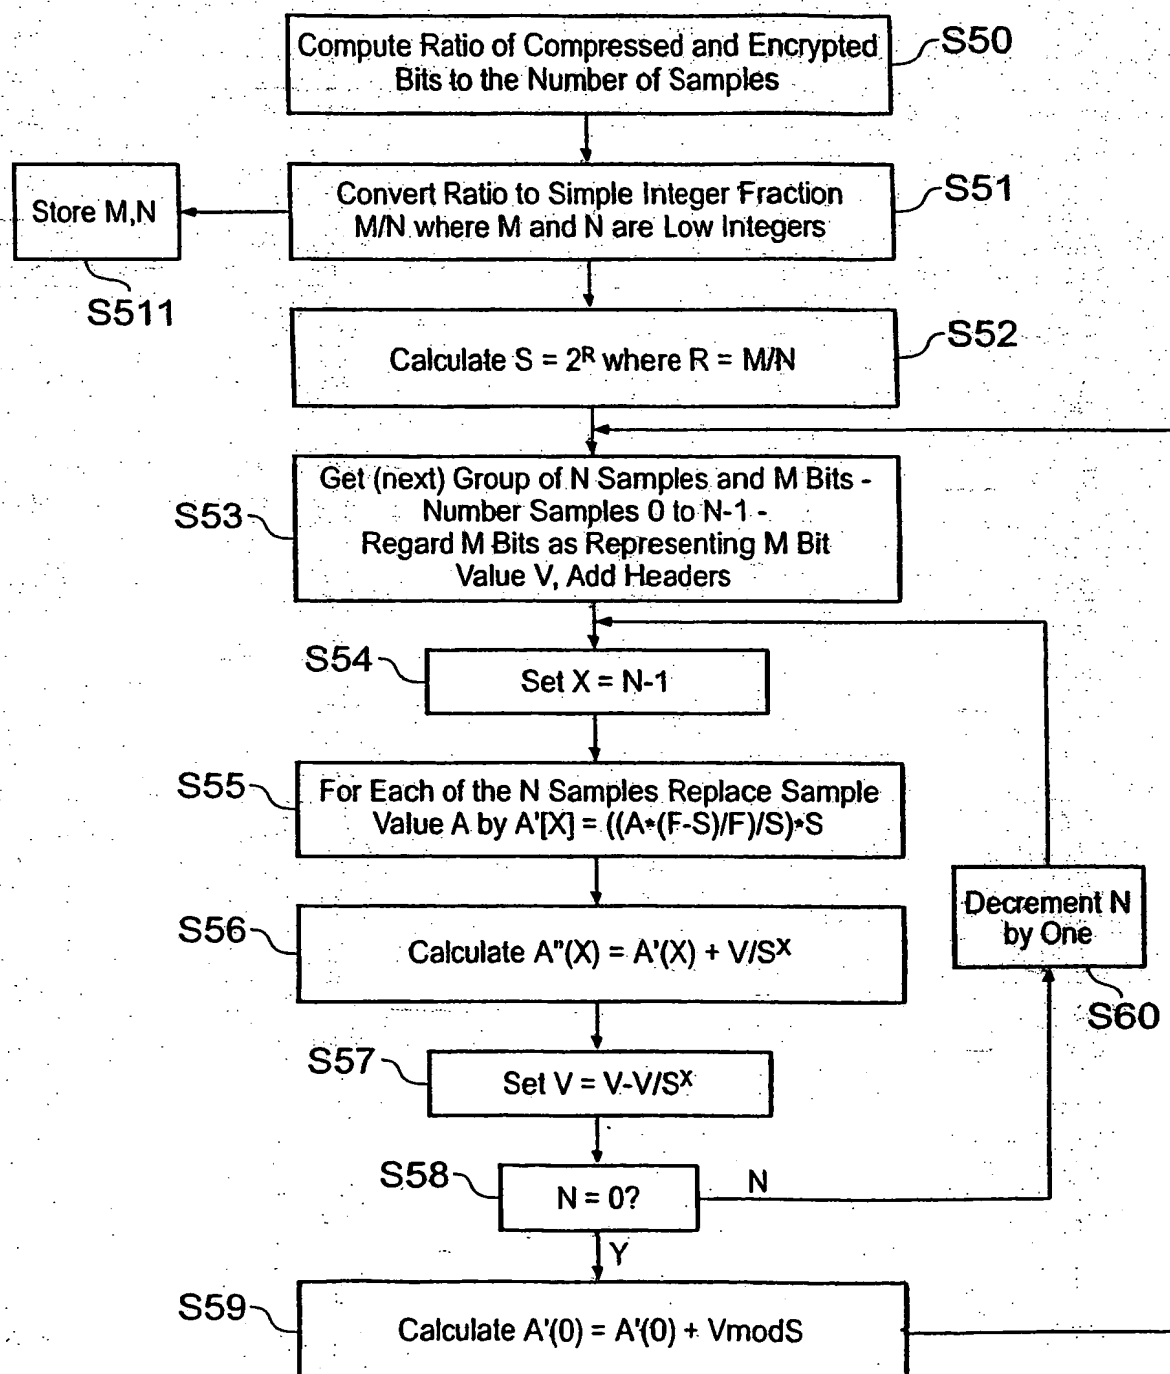 Compute Ratio of Compressed and Encrypted
Bits to the Number of Samples
S50
Convert Ratio to Simple Integer Fraction
M/N where M and N are Low Integers
S51
Store M,N
S511
Calculate S = 2ᴿ where R = M/N
S52
Get (next) Group of N Samples and M Bits -
Number Samples 0 to N-1 -
Regard M Bits as Representing M Bit
Value V, Add Headers
S53
S54
Set X = N-1
S55
For Each of the N Samples Replace Sample
Value A by A'[X] = ((A*(F-S)/F)/S)*S
S56
Calculate A"(X) = A'(X) + V/Sˣ
Decrement N
by One
S60
S57
Set V = V-V/Sˣ
S58
N = 0?
N
Y
S59
Calculate A'(0) = A'(0) + VmodS